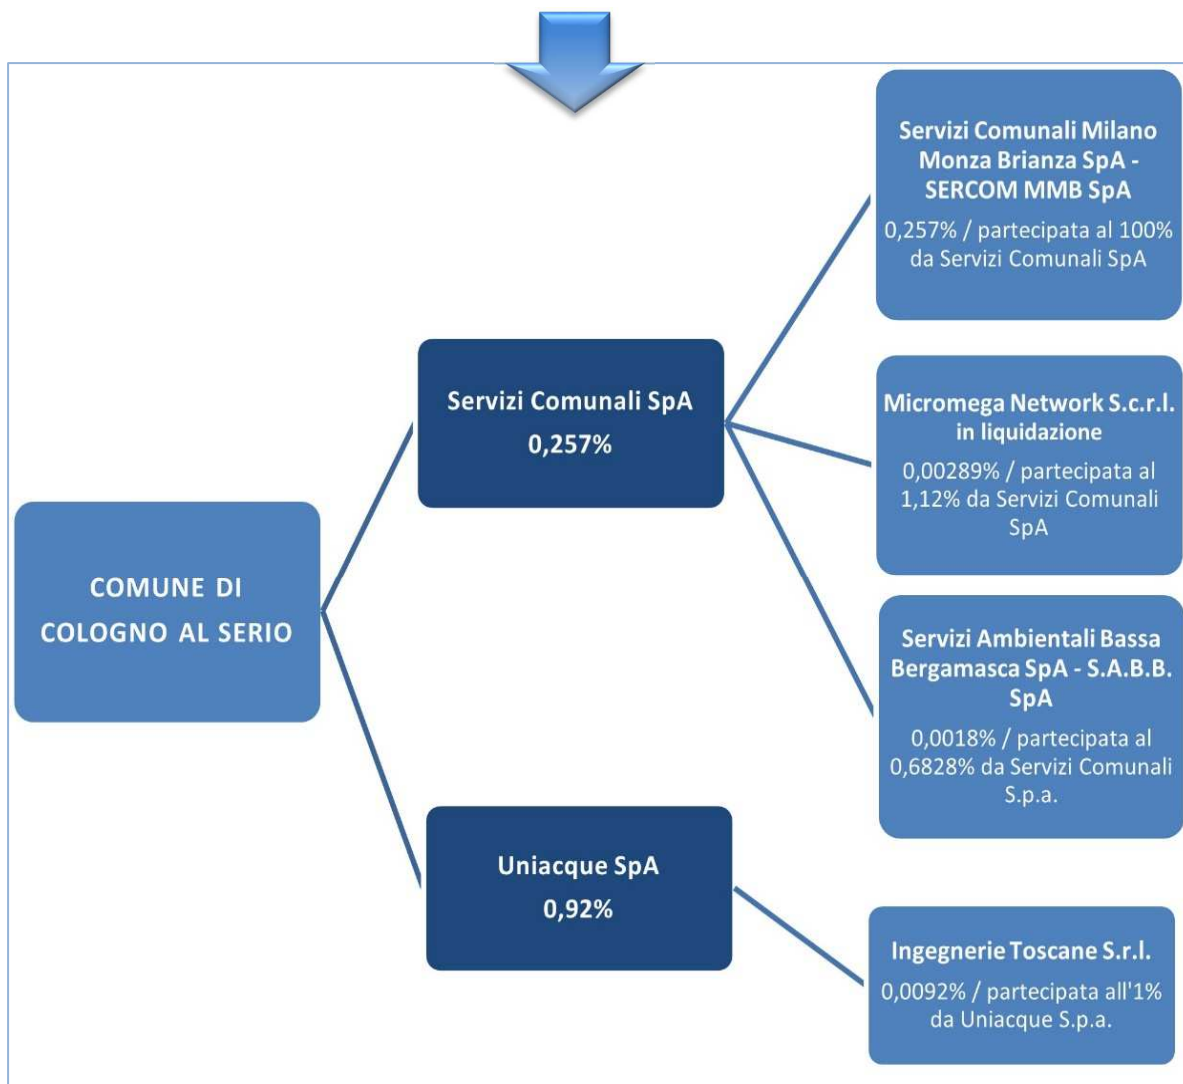 COMUNE DI
COLOGNO AL SERIO
Servizi Comunali SpA
0,257%
Servizi Comunali Milano
Monza Brianza SpA -
SERCOM MMB SpA
0,257% / partecipata al 100%
da Servizi Comunali SpA
Micromega Network S.c.r.l.
in liquidazione
0,00289% / partecipata al
1,12% da Servizi Comunali
SpA
Servizi Ambientali Bassa
Bergamasca SpA - S.A.B.B.
SpA
0,0018% / partecipata al
0,6828% da Servizi Comunali
S.p.a.
Uniacque SpA
0,92%
Ingegnerie Toscane S.r.l.
0,0092% / partecipata all'1%
da Uniacque S.p.a.